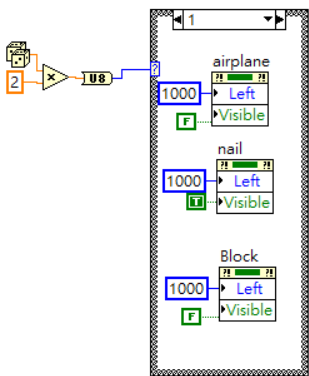 1
2
×
U8
?
airplane
?! ?!
1000 Left
F Visible
nail
?! ?!
1000 Left
T Visible
Block
?! ?!
1000 Left
F Visible